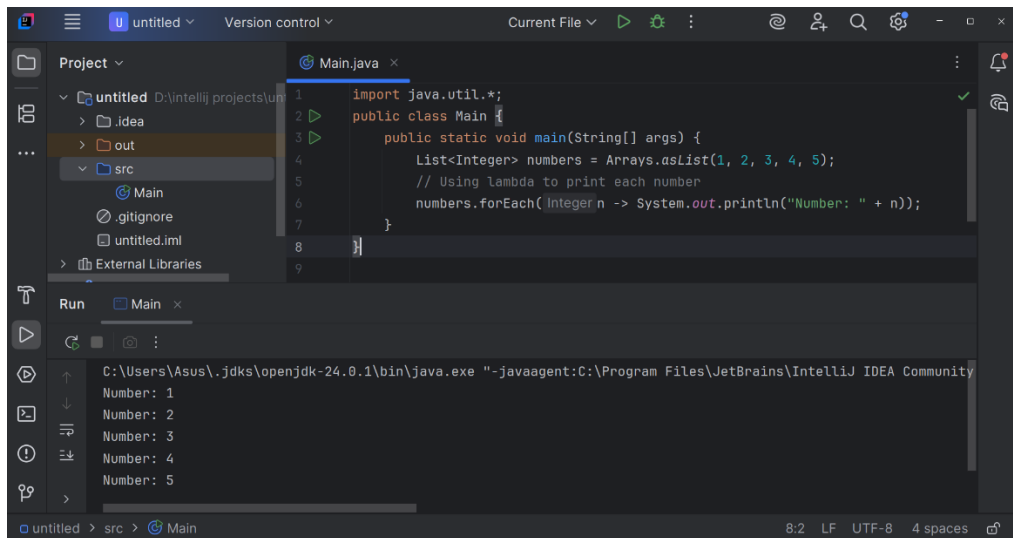 U untitled Version control Current File
Project
Main.java
untitled D:\intellij projects\unt
.idea
out
src
Main
.gitignore
untitled.iml
External Libraries
1 import java.util.*;
2 public class Main {
3 public static void main(String[] args) {
4 List<Integer> numbers = Arrays.asList(1, 2, 3, 4, 5);
5 // Using lambda to print each number
6 numbers.forEach( Integer n -> System.out.println("Number: " + n));
7 }
8 }
9
Run Main
C:\Users\Asus\.jdks\openjdk-24.0.1\bin\java.exe "-javaagent:C:\Program Files\JetBrains\IntelliJ IDEA Community
Number: 1
Number: 2
Number: 3
Number: 4
Number: 5
untitled > src > Main 8:2 LF UTF-8 4 spaces